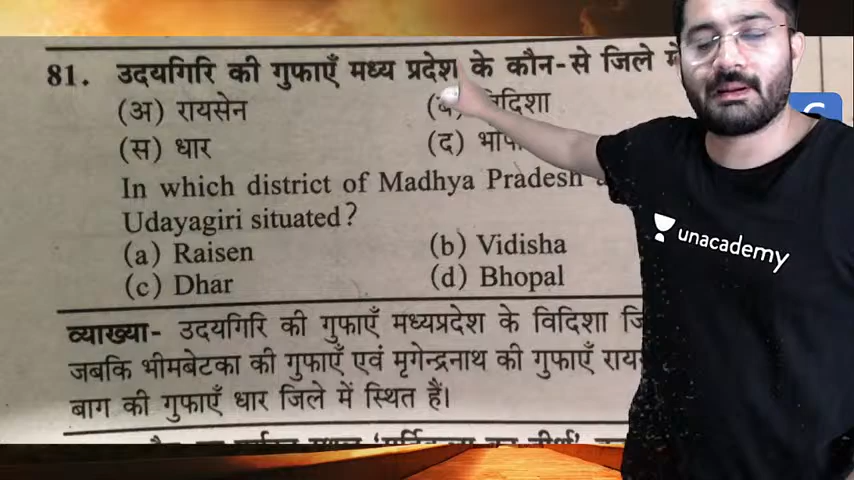 81. उदयगिरि की गुफाएँ मध्य प्रदेश के कौन-से जिले में
(अ) रायसेन (ब) विदिशा
(स) धार (द)
In which district of Madhya Pradesh
Udayagiri situated?
(a) Raisen (b) Vidisha
(c) Dhar (d) Bhopal
व्याख्या- उदयगिरि की गुफाएँ मध्यप्रदेश के विदिशा
जबकि भीमबेटका की गुफाएँ एवं मृगेन्द्रनाथ की गुफाएँ
बाग की गुफाएँ धार जिले में स्थित हैं।
unacademy